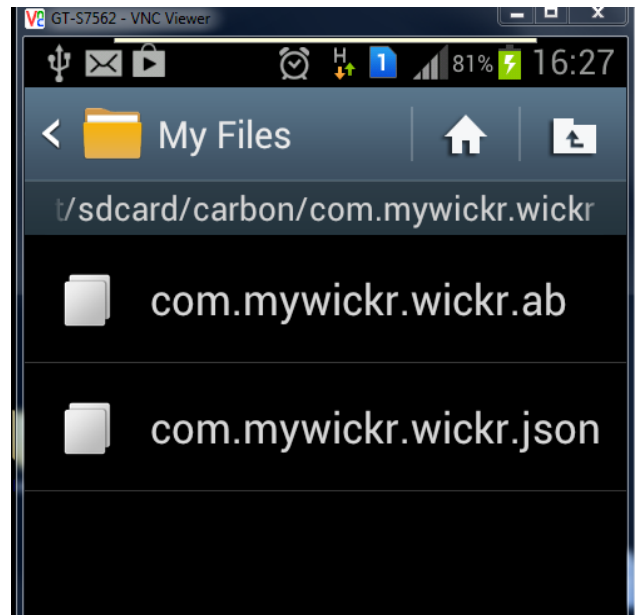 GT-S7562 - VNC Viewer
H 1 81% 16:27
My Files
t/sdcard/carbon/com.mywickr.wickr
com.mywickr.wickr.ab
com.mywickr.wickr.json